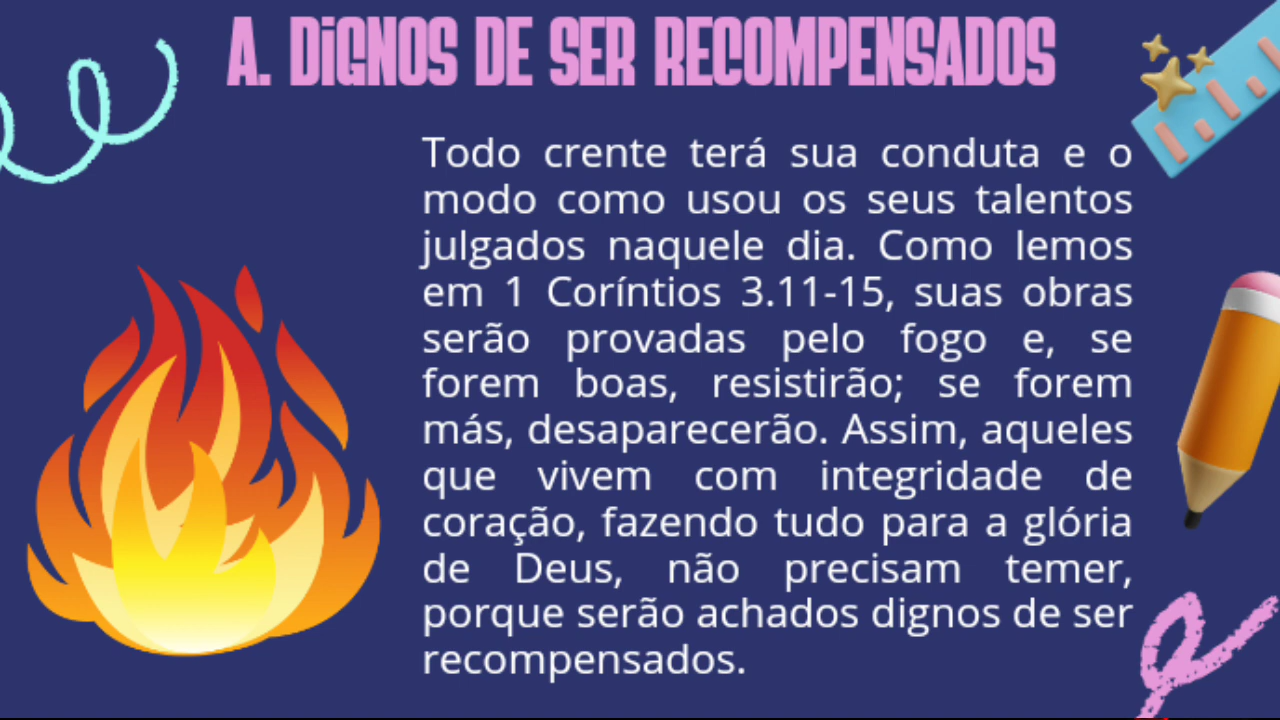 A. DiGNOS DE SER RECOMPENSADOS
Todo crente terá sua conduta e o
modo como usou os seus talentos
julgados naquele dia. Como lemos
em 1 Coríntios 3.11-15, suas obras
serão provadas pelo fogo e, se
forem boas, resistirão; se forem
más, desaparecerão. Assim, aqueles
que vivem com integridade de
coração, fazendo tudo para a glória
de Deus, não precisam temer,
porque serão achados dignos de ser
recompensados.